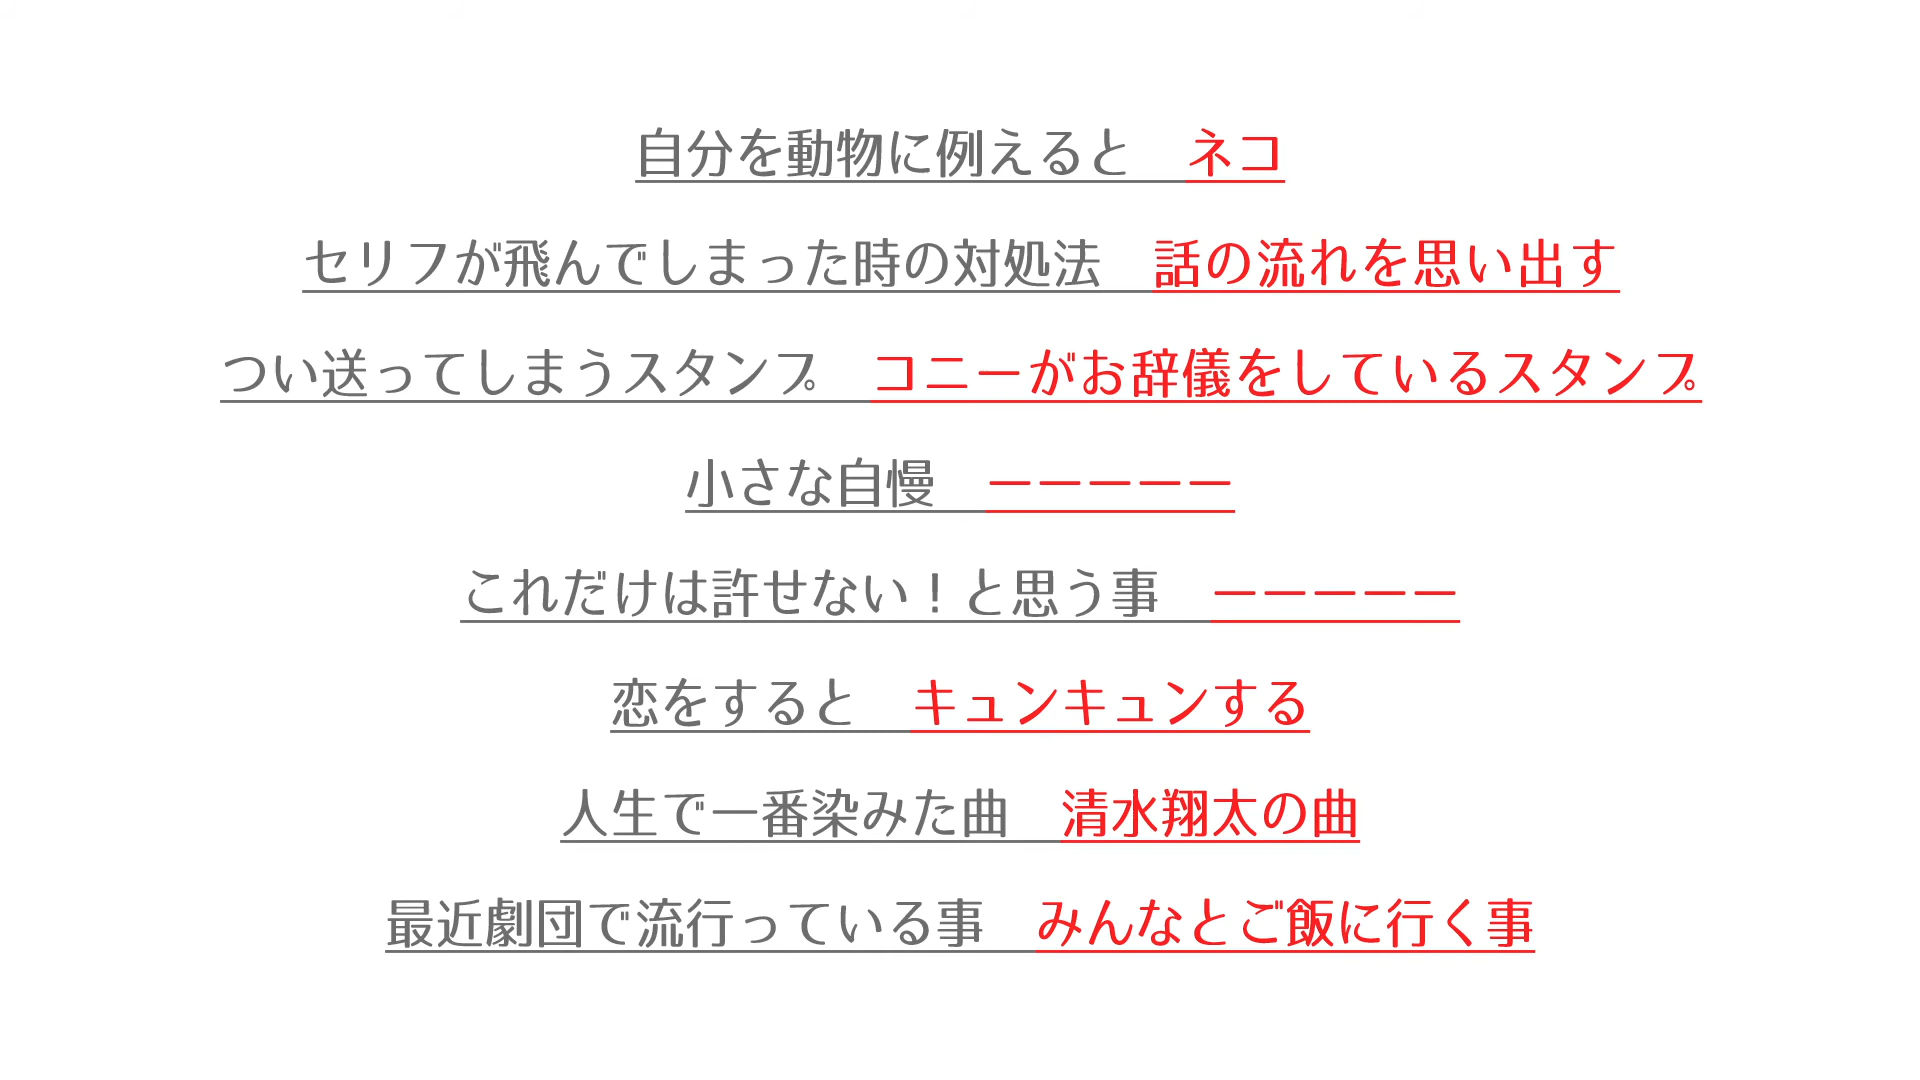 自分を動物に例えると　ネコ
セリフが飛んでしまった時の対処法　話の流れを思い出す
つい送ってしまうスタンプ　コニーがお辞儀をしているスタンプ
小さな自慢　ーーーーー
これだけは許せない！と思う事　ーーーーー
恋をすると　キュンキュンする
人生で一番染みた曲　清水翔太の曲
最近劇団で流行っている事　みんなとご飯に行く事